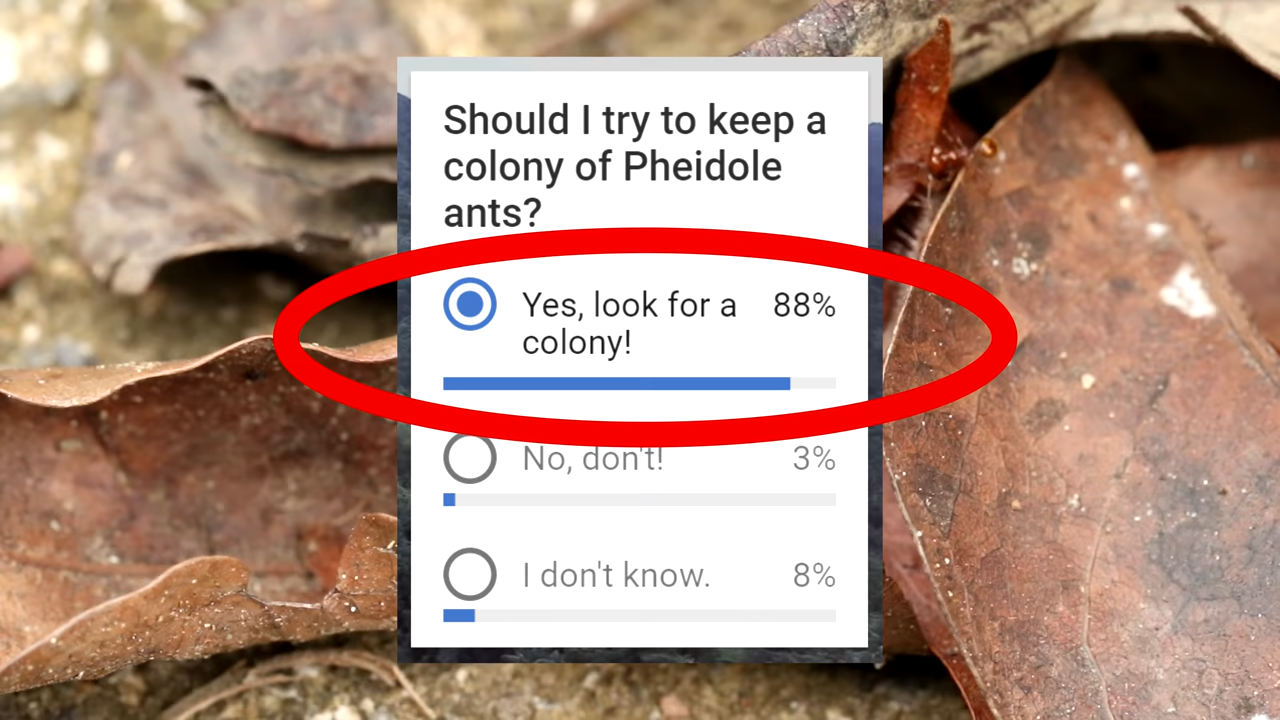 Should I try to keep a
colony of Pheidole
ants?
Yes, look for a 88%
colony!
No, don't! 3%
I don't know. 8%